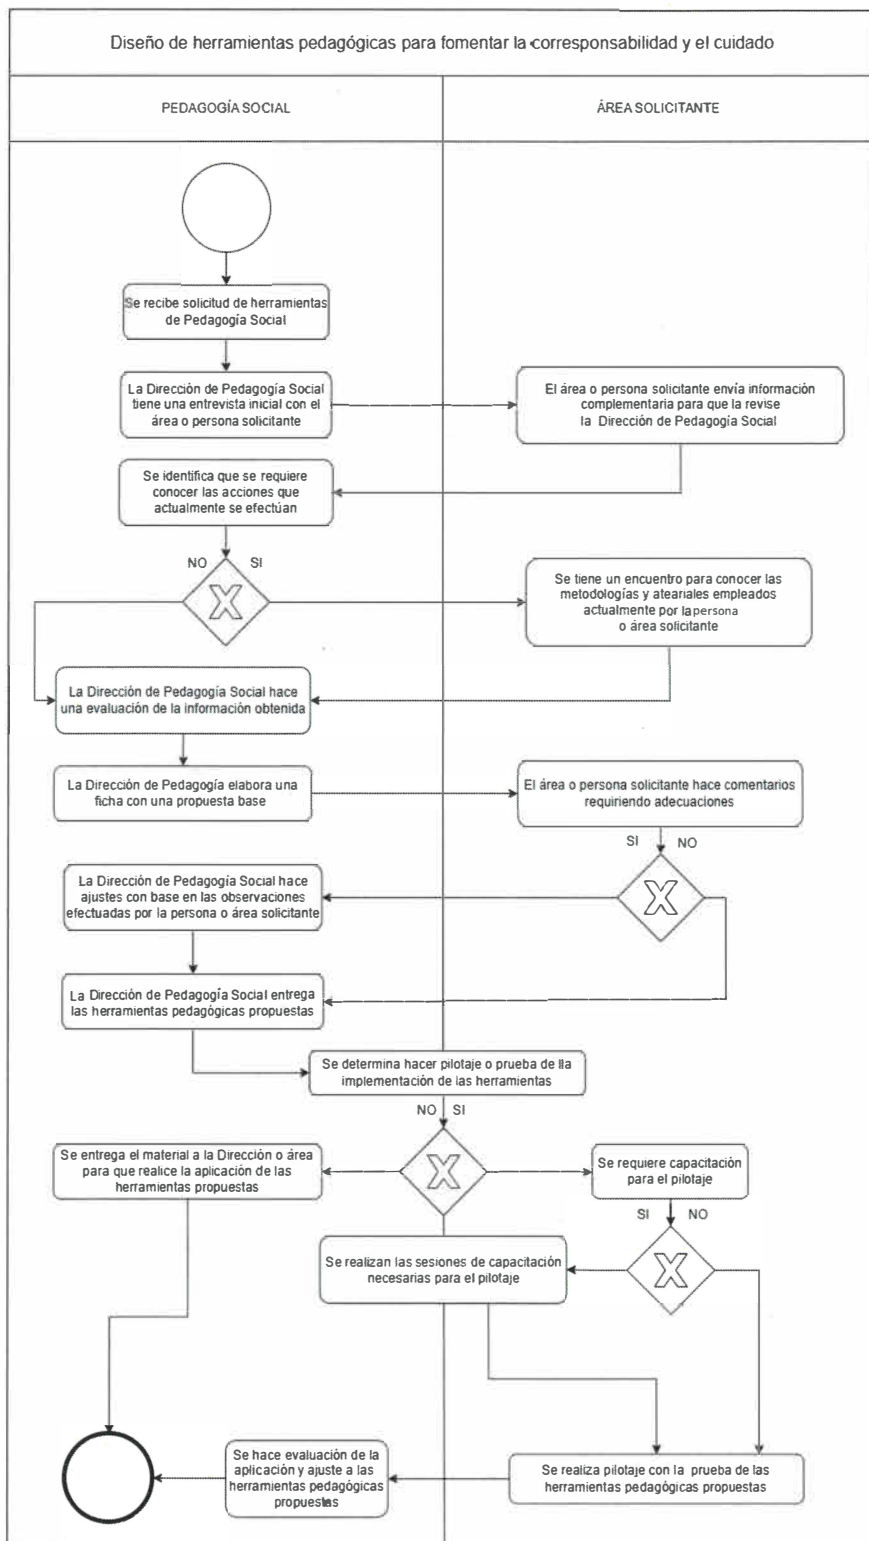 Diseño de herramientas pedagógicas para fomentar la corresponsabilidad y el cuidado
PEDAGOGÍA SOCIAL
ÁREA SOLICITANTE
Se recibe solicitud de herramientas
de Pedagogía Social
La Dirección de Pedagogía Social
tiene una entrevista inicial con el
área o persona solicitante
El área o persona solicitante envía información
complementaria para que la revise
la Dirección de Pedagogía Social
Se identifica que se requiere
conocer las acciones que
actualmente se efectúan
NO
SI
X
Se tiene un encuentro para conocer las
metodologías y ateariales empleados
actualmente por la persona
o área solicitante
La Dirección de Pedagogía Social hace
una evaluación de la información obtenida
La Dirección de Pedagogía elabora una
ficha con una propuesta base
El área o persona solicitante hace comentarios
requiriendo adecuaciones
SI
NO
X
La Dirección de Pedagogía Social hace
ajustes con base en las observaciones
efectuadas por la persona o área solicitante
La Dirección de Pedagogía Social entrega
las herramientas pedagógicas propuestas
Se determina hacer pilotaje o prueba de lla
implementación de las herramientas
NO
SI
X
Se entrega el material a la Dirección o área
para que realice la aplicación de las
herramientas propuestas
Se requiere capacitación
para el pilotaje
SI
NO
X
Se realizan las sesiones de capacitación
necesarias para el pilotaje
Se hace evaluación de la
aplicación y ajuste a las
herramientas pedagógicas
propuestas
Se realiza pilotaje con la prueba de las
herramientas pedagógicas propuestas